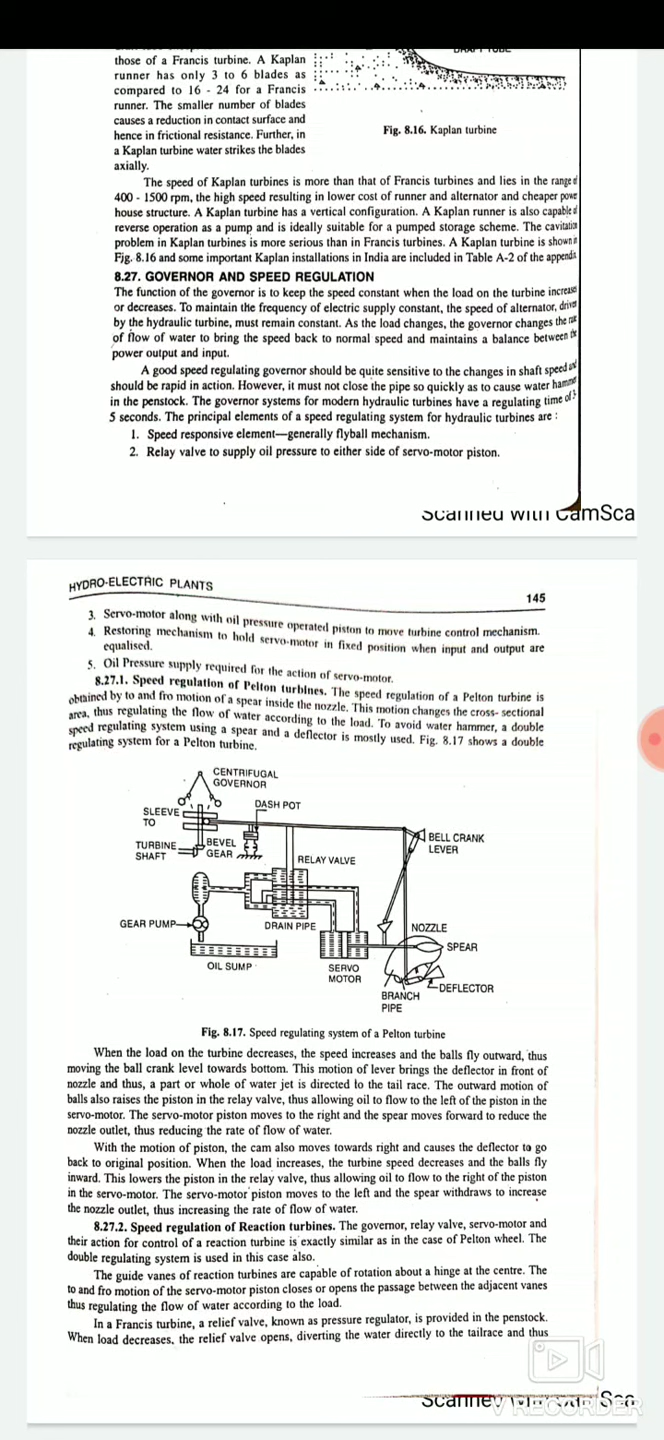 those of a Francis turbine. A Kaplan
runner has only 3 to 6 blades as
compared to 16 - 24 for a Francis
runner. The smaller number of blades
causes a reduction in contact surface and
hence in frictional resistance. Further, in
a Kaplan turbine water strikes the blades
axially.
DRAFT TUBE
Fig. 8.16. Kaplan turbine
The speed of Kaplan turbines is more than that of Francis turbines and lies in the range of
400 - 1500 rpm, the high speed resulting in lower cost of runner and alternator and cheaper powe
house structure. A Kaplan turbine has a vertical configuration. A Kaplan runner is also capable of
reverse operation as a pump and is ideally suitable for a pumped storage scheme. The cavitation
problem in Kaplan turbines is more serious than in Francis turbines. A Kaplan turbine is shown in
Fig. 8.16 and some important Kaplan installations in India are included in Table A-2 of the appendi
8.27. GOVERNOR AND SPEED REGULATION
The function of the governor is to keep the speed constant when the load on the turbine increases
or decreases. To maintain the frequency of electric supply constant, the speed of alternator, driven
by the hydraulic turbine, must remain constant. As the load changes, the governor changes the rate
of flow of water to bring the speed back to normal speed and maintains a balance between the
power output and input.
A good speed regulating governor should be quite sensitive to the changes in shaft speed and
should be rapid in action. However, it must not close the pipe so quickly as to cause water hammer
in the penstock. The governor systems for modern hydraulic turbines have a regulating time of 3-
5 seconds. The principal elements of a speed regulating system for hydraulic turbines are :
1. Speed responsive element—generally flyball mechanism.
2. Relay valve to supply oil pressure to either side of servo-motor piston.
Scanned with CamSca
HYDRO-ELECTRIC PLANTS
145
3. Servo-motor along with oil pressure operated piston to move turbine control mechanism.
4. Restoring mechanism to hold servo-motor in fixed position when input and output are
equalised.
5. Oil Pressure supply required for the action of servo-motor.
8.27.1. Speed regulation of Pelton turbines. The speed regulation of a Pelton turbine is
obtained by to and fro motion of a spear inside the nozzle. This motion changes the cross- sectional
area, thus regulating the flow of water according to the load. To avoid water hammer, a double
speed regulating system using a spear and a deflector is mostly used. Fig. 8.17 shows a double
regulating system for a Pelton turbine.
CENTRIFUGAL
GOVERNOR
DASH POT
SLEEVE
TO
TURBINE
SHAFT
BEVEL
GEAR
RELAY VALVE
BELL CRANK
LEVER
GEAR PUMP
DRAIN PIPE
NOZZLE
SPEAR
OIL SUMP
SERVO
MOTOR
DEFLECTOR
BRANCH
PIPE
Fig. 8.17. Speed regulating system of a Pelton turbine
When the load on the turbine decreases, the speed increases and the balls fly outward, thus
moving the ball crank level towards bottom. This motion of lever brings the deflector in front of
nozzle and thus, a part or whole of water jet is directed to the tail race. The outward motion of
balls also raises the piston in the relay valve, thus allowing oil to flow to the left of the piston in the
servo-motor. The servo-motor piston moves to the right and the spear moves forward to reduce the
nozzle outlet, thus reducing the rate of flow of water.
With the motion of piston, the cam also moves towards right and causes the deflector to go
back to original position. When the load increases, the turbine speed decreases and the balls fly
inward. This lowers the piston in the relay valve, thus allowing oil to flow to the right of the piston
in the servo-motor. The servo-motor piston moves to the left and the spear withdraws to increase
the nozzle outlet, thus increasing the rate of flow of water.
8.27.2. Speed regulation of Reaction turbines. The governor, relay valve, servo-motor and
their action for control of a reaction turbine is exactly similar as in the case of Pelton wheel. The
double regulating system is used in this case also.
The guide vanes of reaction turbines are capable of rotation about a hinge at the centre. The
to and fro motion of the servo-motor piston closes or opens the passage between the adjacent vanes
thus regulating the flow of water according to the load.
In a Francis turbine, a relief valve, known as pressure regulator, is provided in the penstock.
When load decreases, the relief valve opens, diverting the water directly to the tailrace and thus
V RECORDER